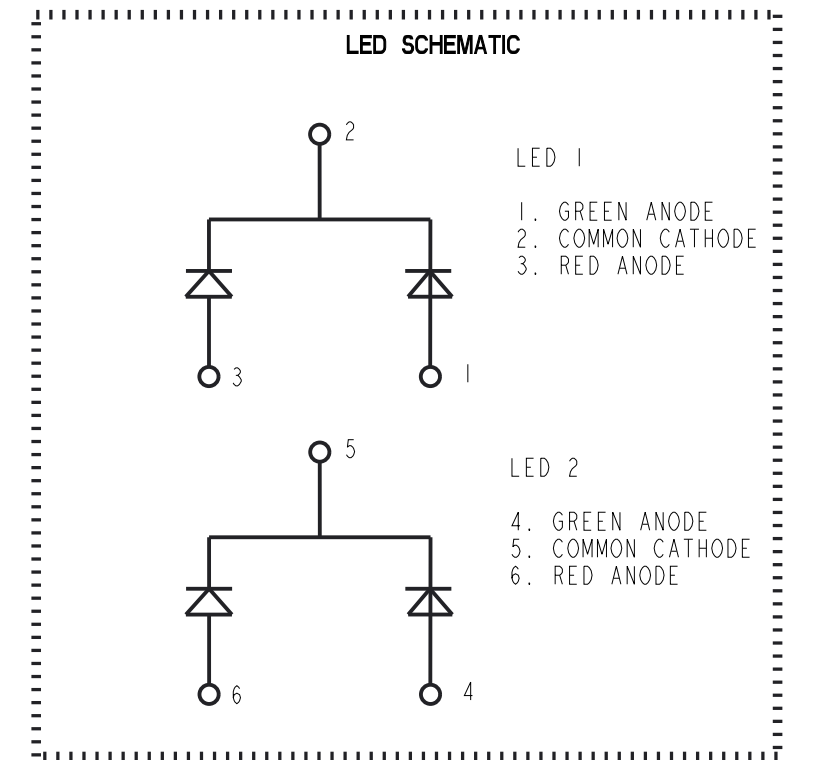 LED SCHEMATIC
2
LED 1
1. GREEN ANODE
2. COMMON CATHODE
3. RED ANODE
3
1
5
LED 2
4. GREEN ANODE
5. COMMON CATHODE
6. RED ANODE
6
4